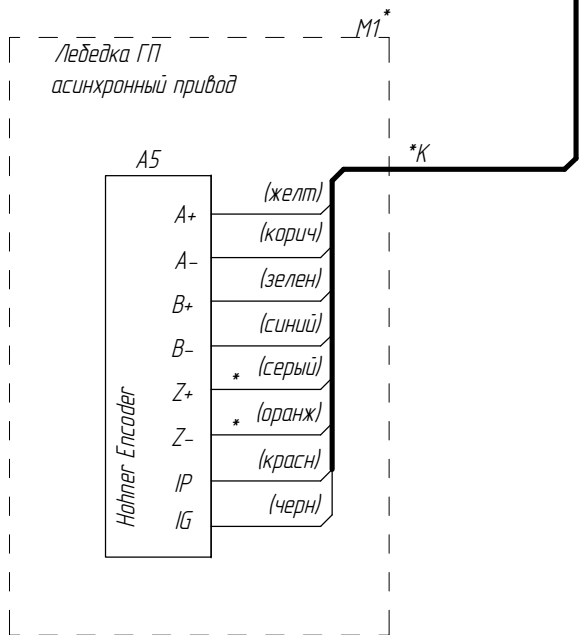 M1*
Лебедка ГП
асинхронный привод
*К
A5
A+ (желт)
A- (корич)
B+ (зелен)
B- (синий)
Z+ * (серый)
Z- * (оранж)
IP (красн)
IG (черн)
Hohner Encoder